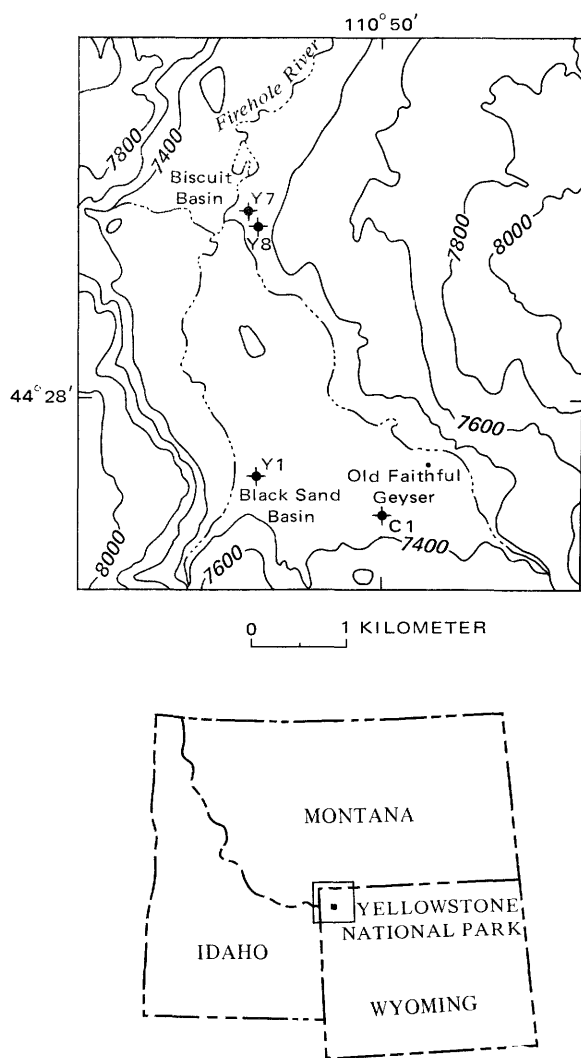 110° 50'
Firehole River
7800
7400
Biscuit
Basin
Y7
Y8
7800
8000
44° 28'
7600
Y1
Black Sand
Basin
Old Faithful
Geyser
C1
7400
8000
7600
0 1 KILOMETER
MONTANA
YELLOWSTONE
NATIONAL PARK
IDAHO
WYOMING